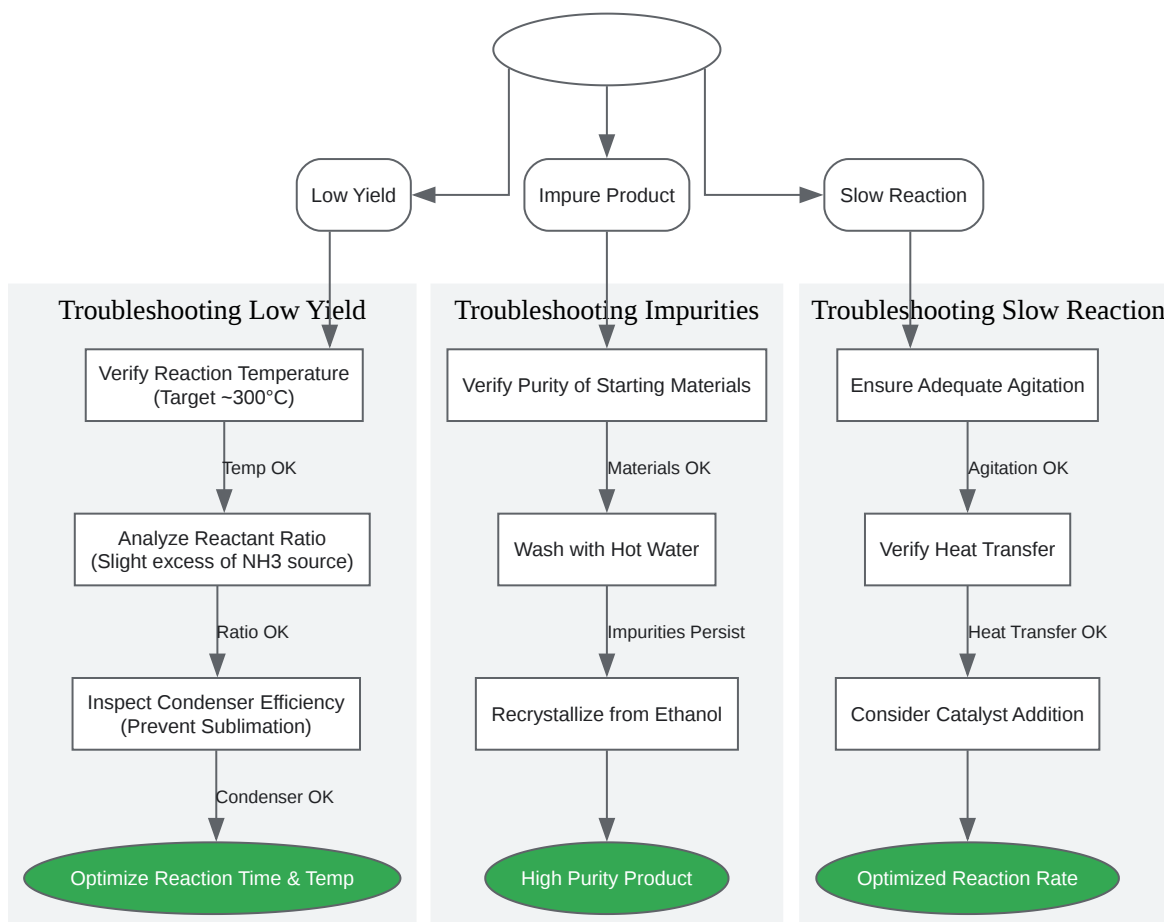 Low Yield
Impure Product
Slow Reaction
Troubleshooting Low Yield
Verify Reaction Temperature
(Target ~300°C)
Temp OK
Analyze Reactant Ratio
(Slight excess of NH3 source)
Ratio OK
Inspect Condenser Efficiency
(Prevent Sublimation)
Condenser OK
Optimize Reaction Time & Temp
Troubleshooting Impurities
Verify Purity of Starting Materials
Materials OK
Wash with Hot Water
Impurities Persist
Recrystallize from Ethanol
High Purity Product
Troubleshooting Slow Reaction
Ensure Adequate Agitation
Agitation OK
Verify Heat Transfer
Heat Transfer OK
Consider Catalyst Addition
Optimized Reaction Rate